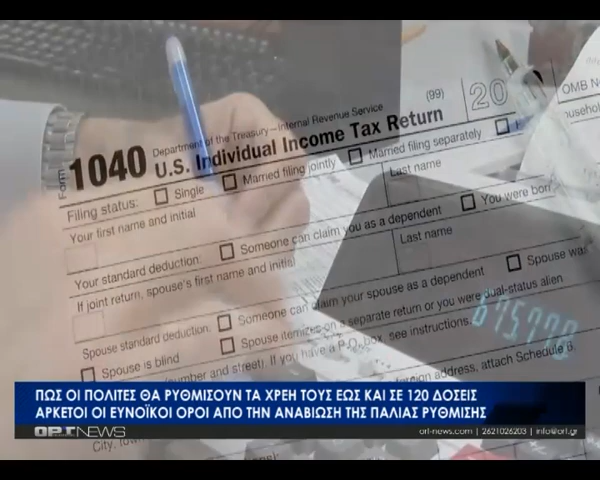 (99)
20
OMB No
Department of the Treasury—Internal Revenue Service
Form 1040 U.S. Individual Income Tax Return
Filing status: Single Married filing jointly Married filing separately
Your first name and initial
Last name
Someone can claim you as a dependent You were born
Your standard deduction:
If joint return, spouse's first name and initial
Last name
Someone can claim your spouse as a dependent Spouse was
Spouse standard deduction:
Spouse is blind Spouse itemizes on a separate return or you were dual-status alien
number and street). If you have a P.O. box, see instructions.
foreign address, attach Schedule 6.
ΠΩΣ ΟΙ ΠΟΛΙΤΕΣ ΘΑ ΡΥΘΜΙΣΟΥΝ ΤΑ ΧΡΕΗ ΤΟΥΣ ΕΩΣ ΚΑΙ ΣΕ 120 ΔΟΣΕΙΣ
ΑΡΚΕΤΟΙ ΟΙ ΕΥΝΟΪΚΟΙ ΟΡΟΙ ΑΠΟ ΤΗΝ ΑΝΑΒΙΩΣΗ ΤΗΣ ΠΑΛΙΑΣ ΡΥΘΜΙΣΗΣ
ORT NEWS
ort-news.com | 2621026203 | info@ort.gr
City, town